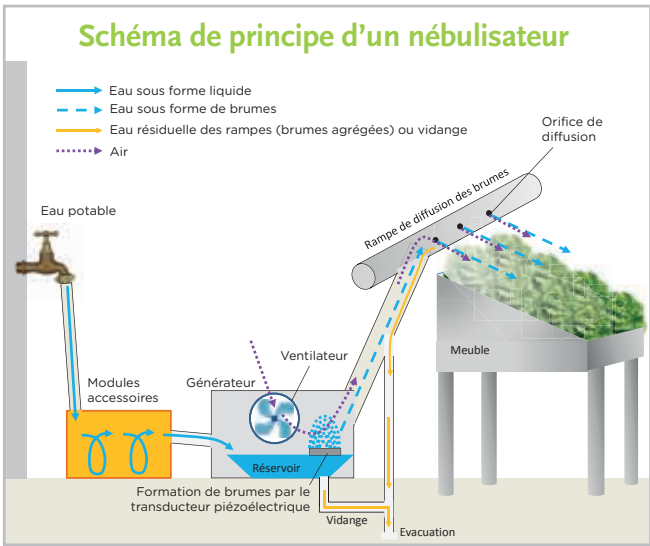 Schéma de principe d'un nébulisateur
Eau sous forme liquide
Eau sous forme de brumes
Eau résiduelle des rampes (brumes agrégées) ou vidange
Air
Orifice de
diffusion
Rampe de diffusion des brumes
Eau potable
Meuble
Ventilateur
Modules
accessoires
Générateur
Réservoir
Formation de brumes par le
transducteur piézoélectrique
Vidange
Evacuation